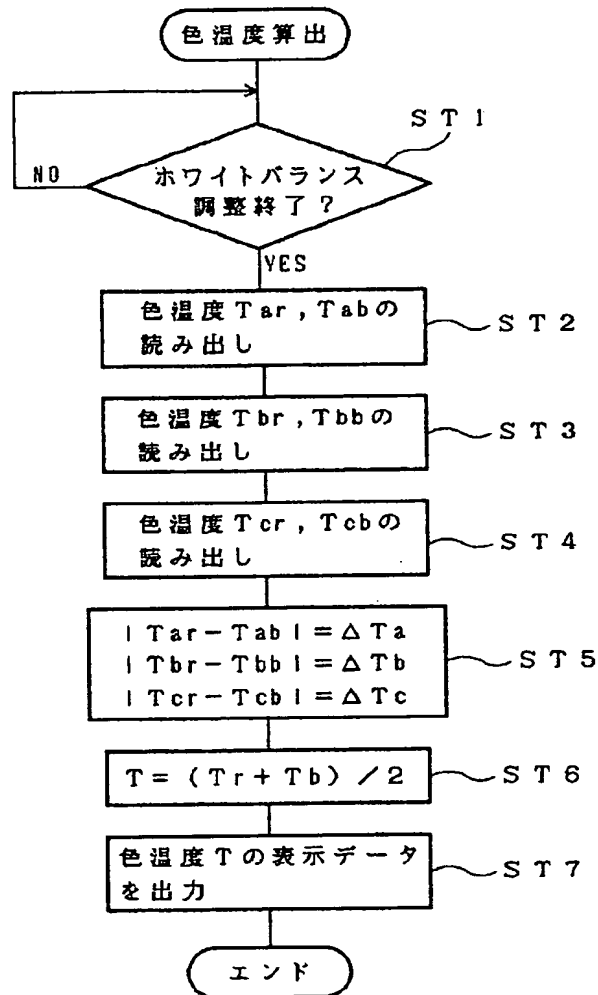 色温度算出
ST1
NO
ホワイトバランス
調整終了？
YES
色温度Tar，Tabの
読み出し
ST2
色温度Tbr，Tbbの
読み出し
ST3
色温度Tcr，Tcbの
読み出し
ST4
｜Tar－Tab｜＝△Ta
｜Tbr－Tbb｜＝△Tb
｜Tcr－Tcb｜＝△Tc
ST5
T＝（Tr＋Tb）／2
ST6
色温度Tの表示データ
を出力
ST7
エンド